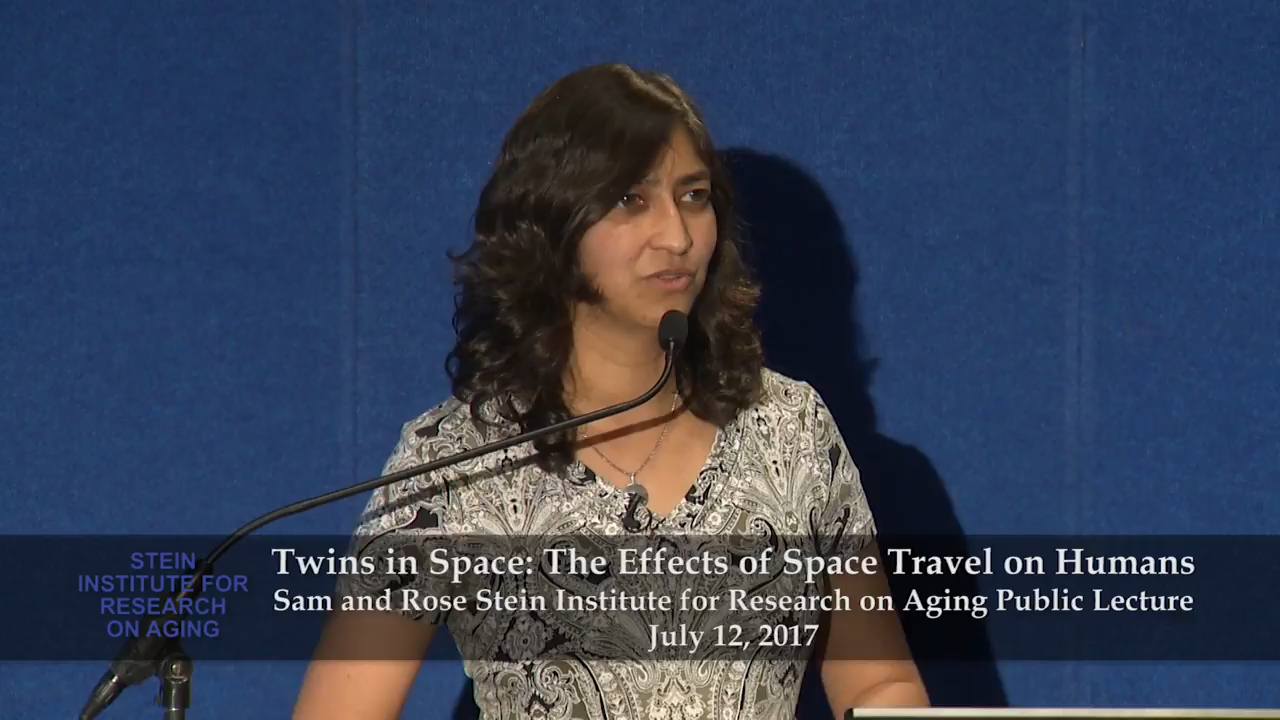 STEIN
INSTITUTE FOR
RESEARCH
ON AGING
Twins in Space: The Effects of Space Travel on Humans
Sam and Rose Stein Institute for Research on Aging Public Lecture
July 12, 2017